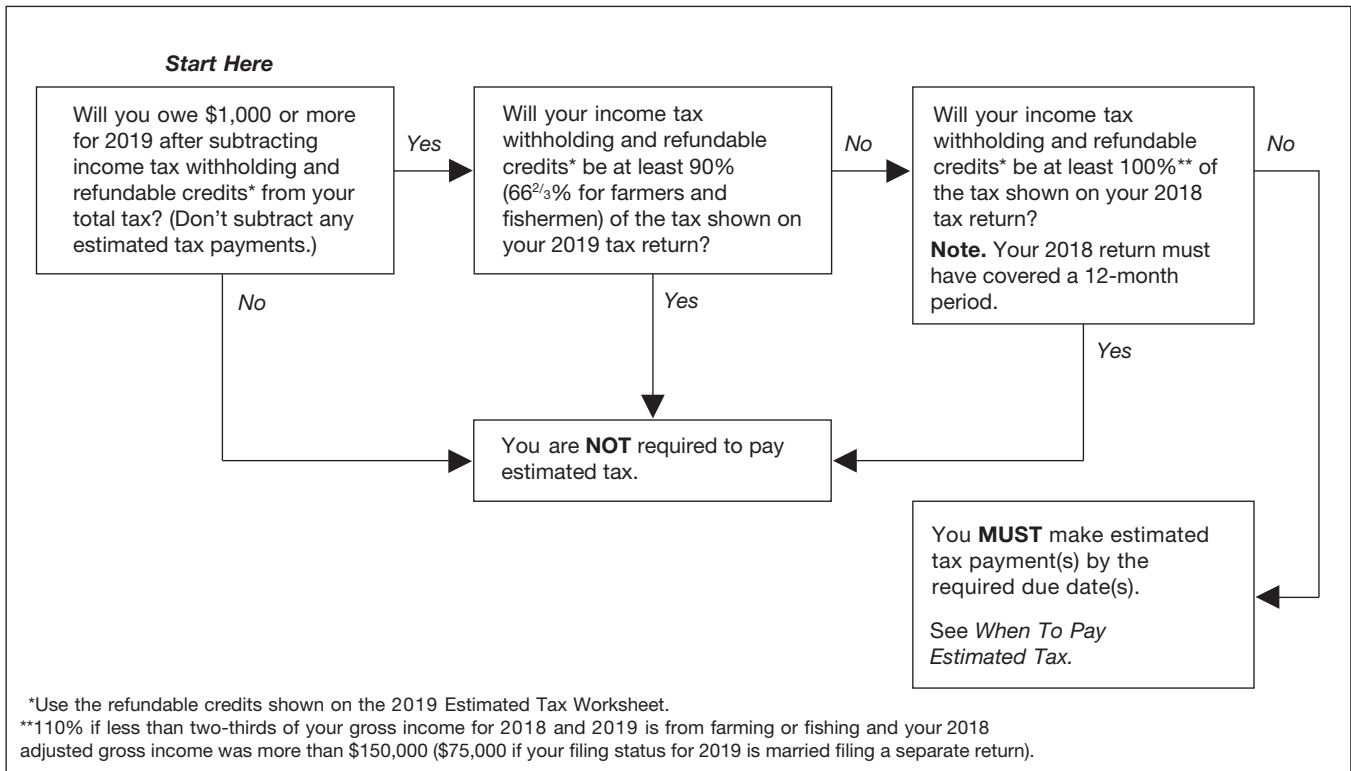 Start Here
Will you owe $1,000 or more
for 2019 after subtracting
income tax withholding and
refundable credits* from your
total tax? (Don't subtract any
estimated tax payments.)
Yes
No
Will your income tax
withholding and refundable
credits* be at least 90%
(66 2/3% for farmers and
fishermen) of the tax shown on
your 2019 tax return?
No
Yes
Will your income tax
withholding and refundable
credits* be at least 100%** of
the tax shown on your 2018
tax return?
Note. Your 2018 return must
have covered a 12-month
period.
No
Yes
You are NOT required to pay
estimated tax.
You MUST make estimated
tax payment(s) by the
required due date(s).
See When To Pay
Estimated Tax.
*Use the refundable credits shown on the 2019 Estimated Tax Worksheet.
**110% if less than two-thirds of your gross income for 2018 and 2019 is from farming or fishing and your 2018
adjusted gross income was more than $150,000 ($75,000 if your filing status for 2019 is married filing a separate return).